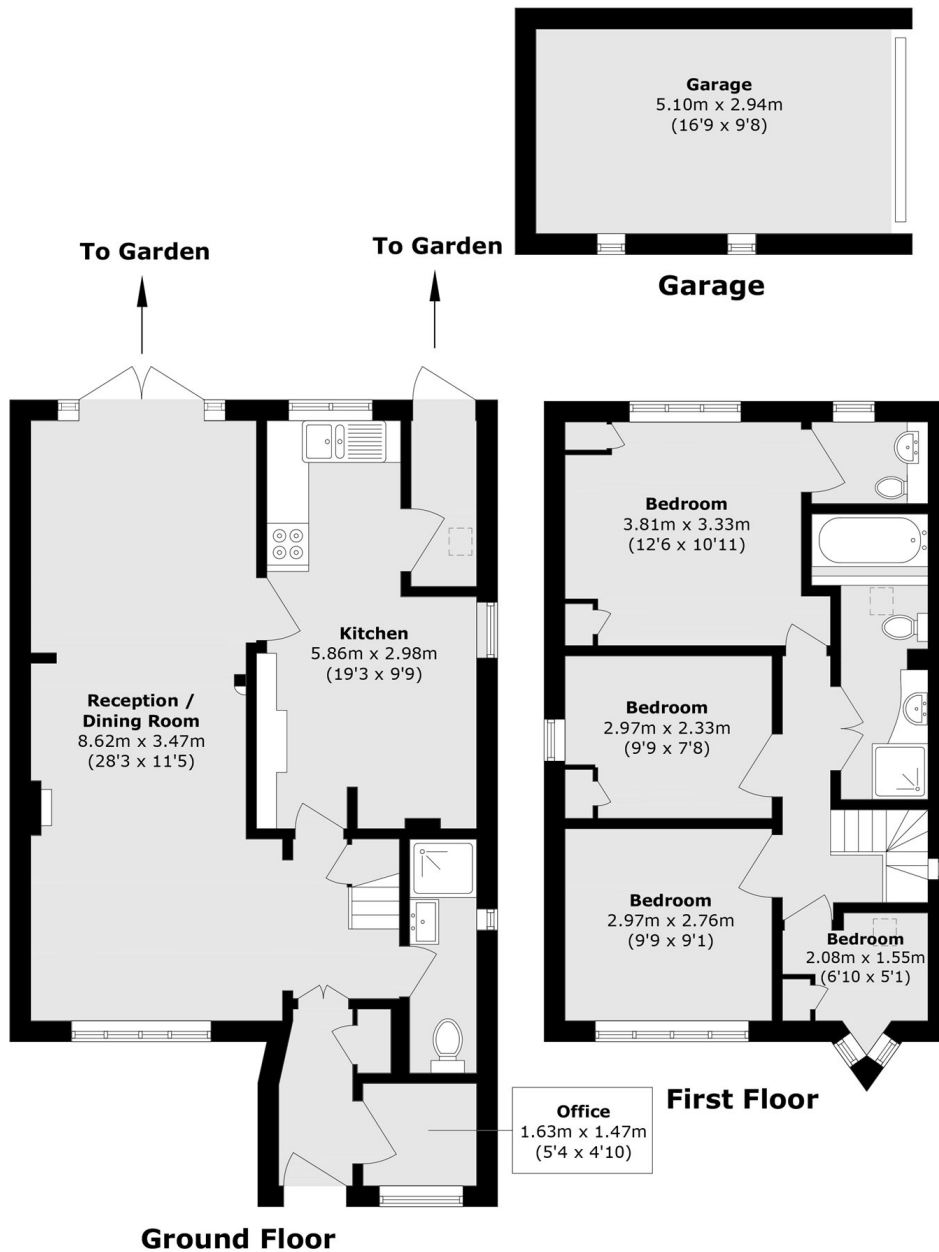 Garage
5.10m x 2.94m
(16'9 x 9'8)
Garage
To Garden
To Garden
Kitchen
5.86m x 2.98m
(19'3 x 9'9)
Reception /
Dining Room
8.62m x 3.47m
(28'3 x 11'5)
Office
1.63m x 1.47m
(5'4 x 4'10)
Ground Floor
Bedroom
3.81m x 3.33m
(12'6 x 10'11)
Bedroom
2.97m x 2.33m
(9'9 x 7'8)
Bedroom
2.97m x 2.76m
(9'9 x 9'1)
Bedroom
2.08m x 1.55m
(6'10 x 5'1)
First Floor